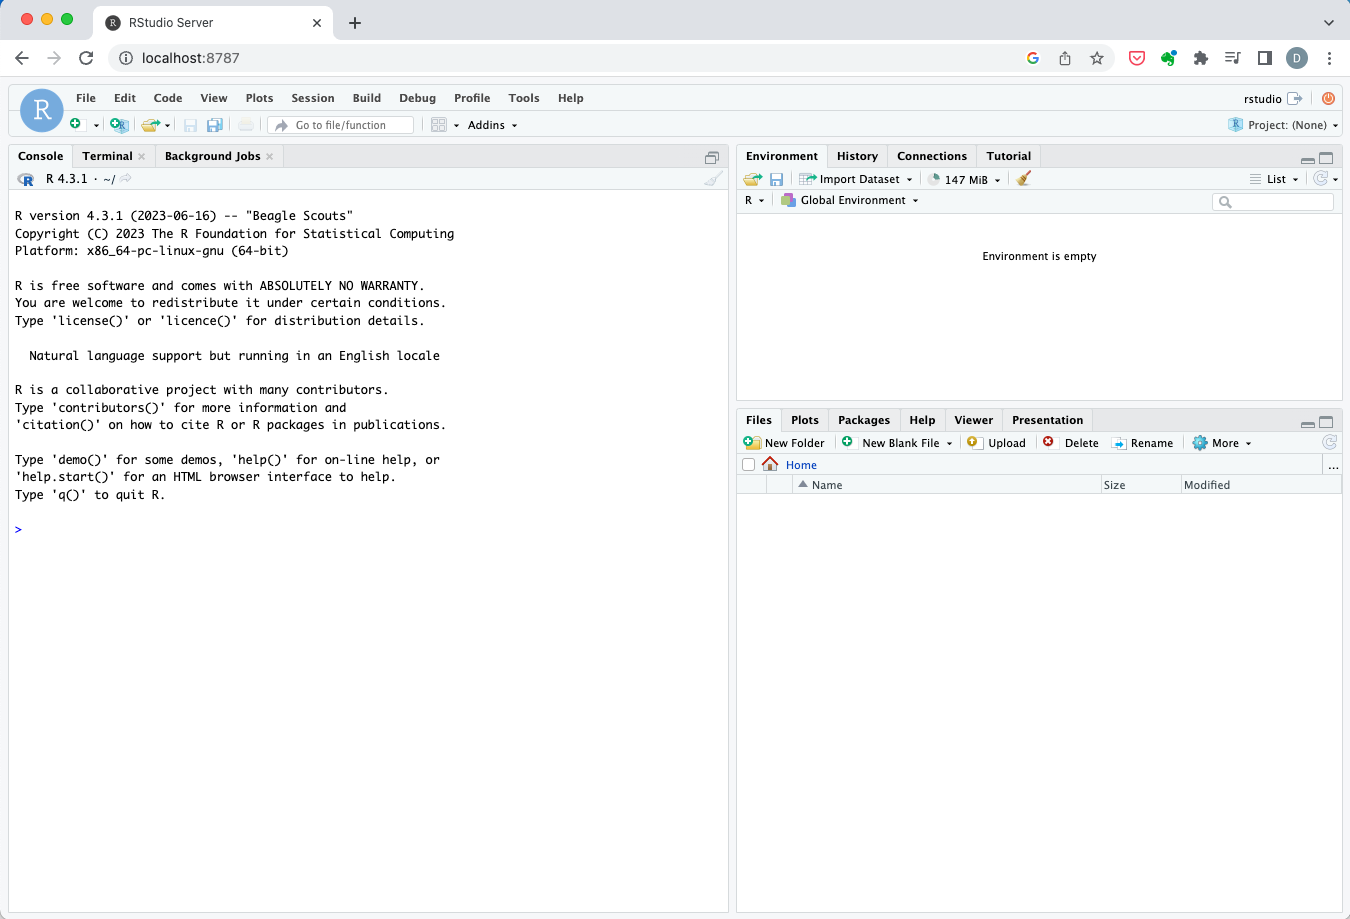 RStudio Server
localhost:8787
D
R
File Edit Code View Plots Session Build Debug Profile Tools Help
rstudio
Go to file/function
Addins
Project: (None)
Console Terminal Background Jobs
R 4.3.1 · ~/
R version 4.3.1 (2023-06-16) -- "Beagle Scouts"
Copyright (C) 2023 The R Foundation for Statistical Computing
Platform: x86_64-pc-linux-gnu (64-bit)
R is free software and comes with ABSOLUTELY NO WARRANTY.
You are welcome to redistribute it under certain conditions.
Type 'license()' or 'licence()' for distribution details.
Natural language support but running in an English locale
R is a collaborative project with many contributors.
Type 'contributors()' for more information and
'citation()' on how to cite R or R packages in publications.
Type 'demo()' for some demos, 'help()' for on-line help, or
'help.start()' for an HTML browser interface to help.
Type 'q()' to quit R.
>
Environment History Connections Tutorial
Import Dataset 147 MiB List
R Global Environment
Environment is empty
Files Plots Packages Help Viewer Presentation
New Folder New Blank File Upload Delete Rename More
Home ...
Name Size Modified